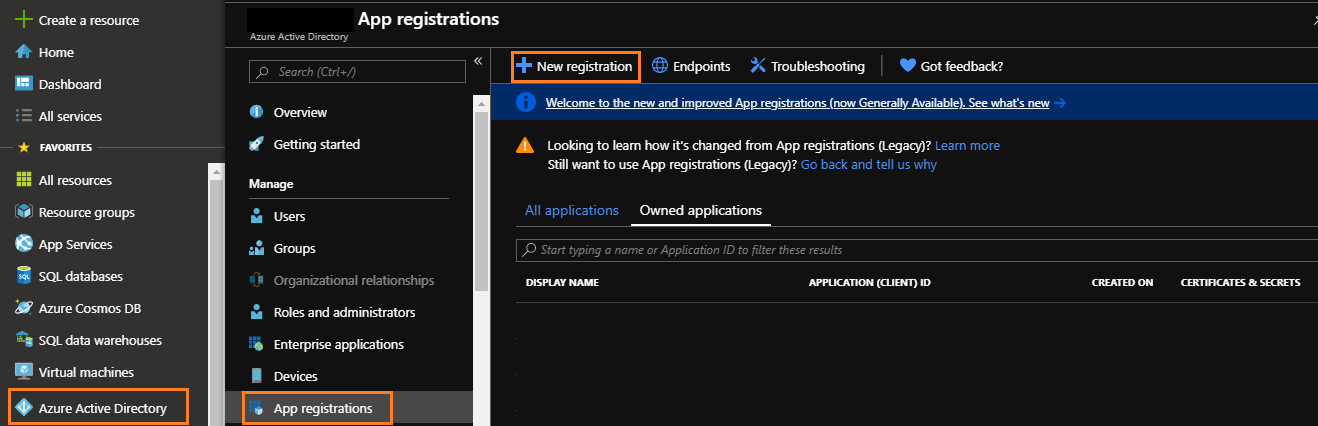 Create a resource
Home
Dashboard
All services
FAVORITES
All resources
Resource groups
App Services
SQL databases
Azure Cosmos DB
SQL data warehouses
Virtual machines
Azure Active Directory
App registrations
Azure Active Directory
Search (Ctrl+/)
Overview
Getting started
Manage
Users
Groups
Organizational relationships
Roles and administrators
Enterprise applications
Devices
App registrations
New registration Endpoints Troubleshooting Got feedback?
Welcome to the new and improved App registrations (now Generally Available). See what's new
Looking to learn how it's changed from App registrations (Legacy)? Learn more
Still want to use App registrations (Legacy)? Go back and tell us why
All applications Owned applications
Start typing a name or Application ID to filter these results
DISPLAY NAME APPLICATION (CLIENT) ID CREATED ON CERTIFICATES & SECRETS